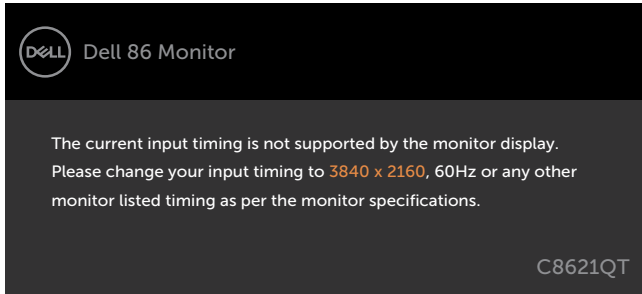 DELL
Dell 86 Monitor
The current input timing is not supported by the monitor display.
Please change your input timing to 3840 x 2160, 60Hz or any other
monitor listed timing as per the monitor specifications.
C8621QT